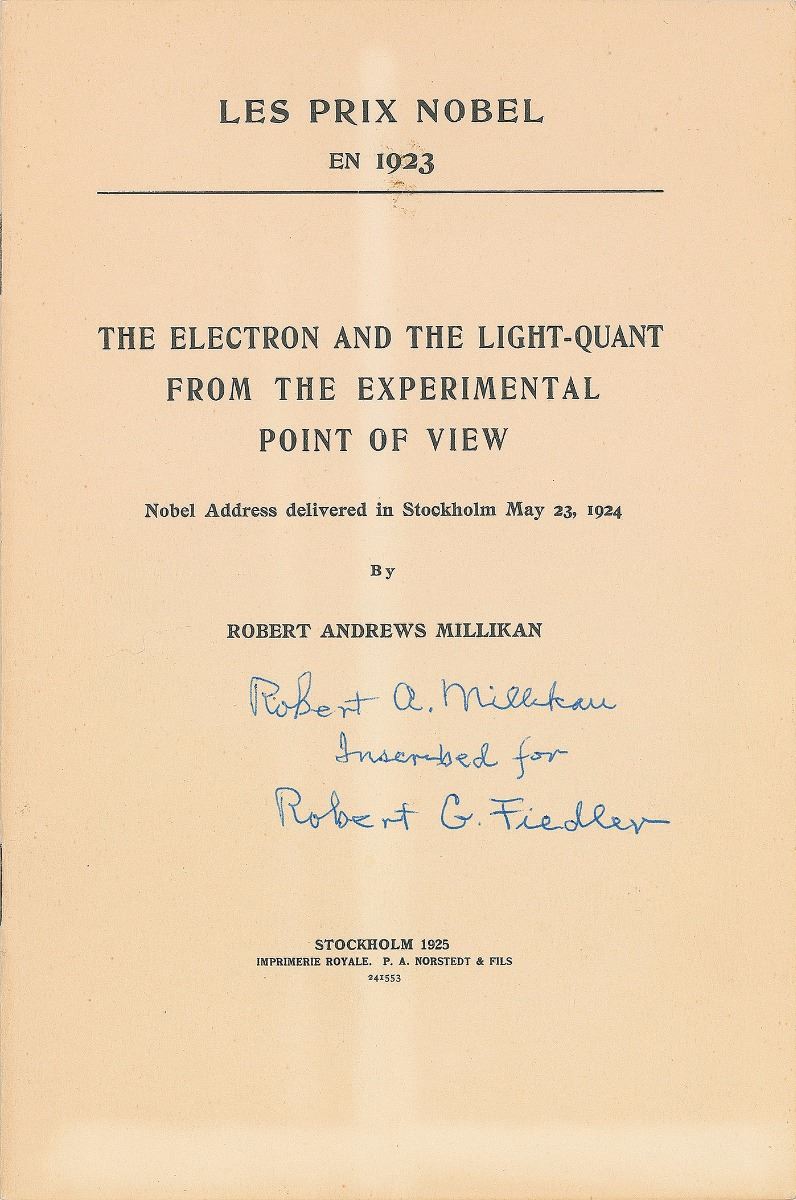 LES PRIX NOBEL
EN 1923
THE ELECTRON AND THE LIGHT-QUANT
FROM THE EXPERIMENTAL
POINT OF VIEW
Nobel Address delivered in Stockholm May 23, 1924
By
ROBERT ANDREWS MILLIKAN
Robert A. Millikan
Inscribed for
Robert G. Fiedler
STOCKHOLM 1925
IMPRIMERIE ROYALE. P. A. NORSTEDT & FILS
241553